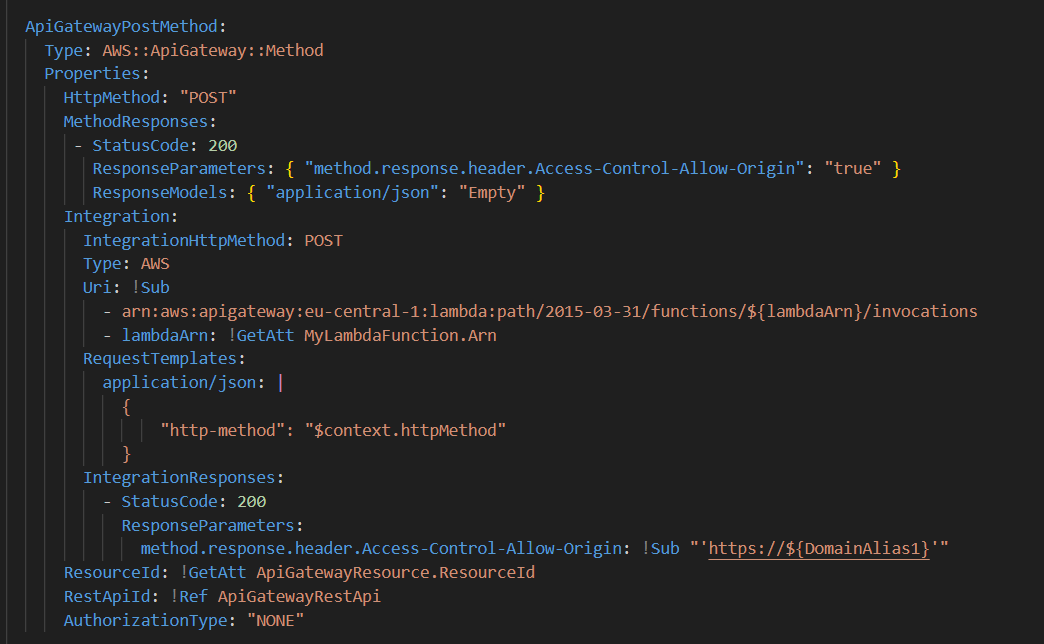 ApiGatewayPostMethod:
  Type: AWS::ApiGateway::Method
  Properties:
    HttpMethod: "POST"
    MethodResponses:
     - StatusCode: 200
       ResponseParameters: { "method.response.header.Access-Control-Allow-Origin": "true" }
       ResponseModels: { "application/json": "Empty" }
    Integration:
      IntegrationHttpMethod: POST
      Type: AWS
      Uri: !Sub
        - arn:aws:apigateway:eu-central-1:lambda:path/2015-03-31/functions/${lambdaArn}/invocations
        - lambdaArn: !GetAtt MyLambdaFunction.Arn
      RequestTemplates:
        application/json: |
          {
              "http-method": "$context.httpMethod"
          }
      IntegrationResponses:
        - StatusCode: 200
          ResponseParameters:
            method.response.header.Access-Control-Allow-Origin: !Sub "'https://${DomainAlias1}'"
    ResourceId: !GetAtt ApiGatewayResource.ResourceId
    RestApiId: !Ref ApiGatewayRestApi
    AuthorizationType: "NONE"